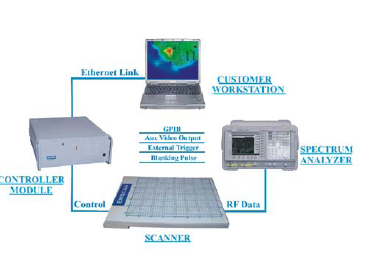 Ethernet Link
CUSTOMER
WORKSTATION
GPIB
Aux Video Output
External Trigger
Blanking Pulse
SPECTRUM
ANALYZER
CONTROLLER
MODULE
Control
RF Data
SCANNER